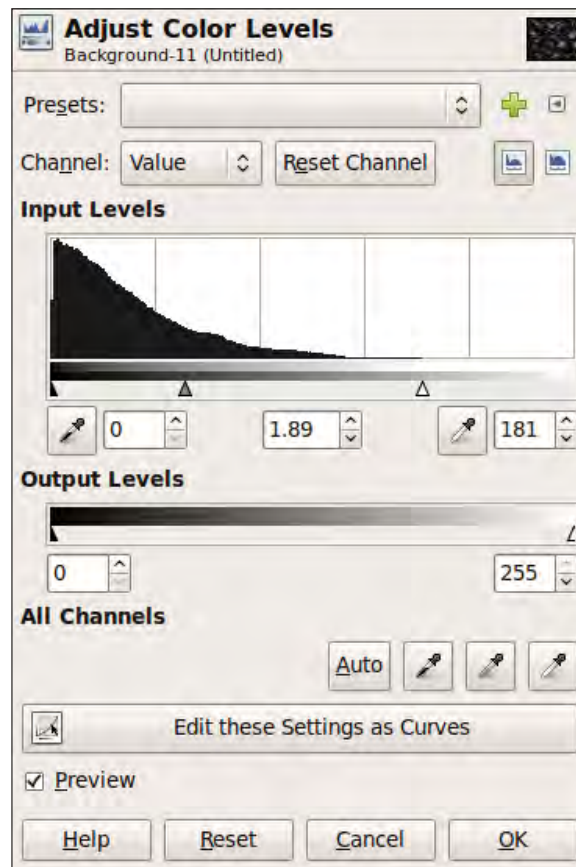 Adjust Color Levels
Background-11 (Untitled)
Presets:
Channel: Value Reset Channel
Input Levels
0 1.89 181
Output Levels
0 255
All Channels
Auto
Edit these Settings as Curves
Preview
Help Reset Cancel OK